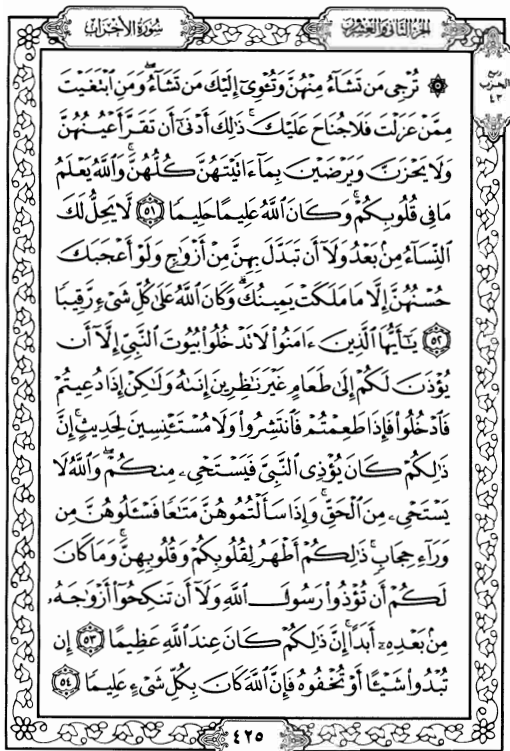 الجزء الثاني والعشرون
سورة الأحزاب
ربع
الحزب
٤٣
۞ تُرْجِى مَن تَشَآءُ مِنْهُنَّ وَتُـْٔوِىٓ إِلَيْكَ مَن تَشَآءُ ۖ وَمَنِ ٱبْتَغَيْتَ
مِمَّنْ عَزَلْتَ فَلَا جُنَاحَ عَلَيْكَ ۚ ذَٰلِكَ أَدْنَىٰٓ أَن تَقَرَّ أَعْيُنُهُنَّ
وَلَا يَحْزَنَّ وَيَرْضَيْنَ بِمَآ ءَاتَيْتَهُنَّ كُلُّهُنَّ ۚ وَٱللَّهُ يَعْلَمُ
مَا فِى قُلُوبِكُمْ ۚ وَكَانَ ٱللَّهُ عَلِيمًا حَلِيمًا ٥١ لَّا يَحِلُّ لَكَ
ٱلنِّسَآءُ مِنۢ بَعْدُ وَلَآ أَن تَبَدَّلَ بِهِنَّ مِنْ أَزْوَٰجٍ وَلَوْ أَعْجَبَكَ
حُسْنُهُنَّ إِلَّا مَا مَلَكَتْ يَمِينُكَ ۗ وَكَانَ ٱللَّهُ عَلَىٰ كُلِّ شَىْءٍ رَّقِيبًا
٥٢ يَـٰٓأَيُّهَا ٱلَّذِينَ ءَامَنُوا۟ لَا تَدْخُلُوا۟ بُيُوتَ ٱلنَّبِىِّ إِلَّآ أَن
يُؤْذَنَ لَكُمْ إِلَىٰ طَعَامٍ غَيْرَ نَـٰظِرِينَ إِنَىٰهُ وَلَـٰكِنْ إِذَا دُعِيتُمْ
فَٱدْخُلُوا۟ فَإِذَا طَعِمْتُمْ فَٱنتَشِرُوا۟ وَلَا مُسْتَـْٔنِسِينَ لِحَدِيثٍ ۚ إِنَّ
ذَٰلِكُمْ كَانَ يُؤْذِى ٱلنَّبِىَّ فَيَسْتَحْىِۦ مِنكُمْ ۖ وَٱللَّهُ لَا
يَسْتَحْىِۦ مِنَ ٱلْحَقِّ ۚ وَإِذَا سَأَلْتُمُوهُنَّ مَتَـٰعًا فَسْـَٔلُوهُنَّ مِن
وَرَآءِ حِجَابٍ ۚ ذَٰلِكُمْ أَطْهَرُ لِقُلُوبِكُمْ وَقُلُوبِهِنَّ ۚ وَمَا كَانَ
لَكُمْ أَن تُؤْذُوا۟ رَسُولَ ٱللَّهِ وَلَآ أَن تَنكِحُوٓا۟ أَزْوَٰجَهُۥ
مِنۢ بَعْدِهِۦٓ أَبَدًا ۚ إِنَّ ذَٰلِكُمْ كَانَ عِندَ ٱللَّهِ عَظِيمًا ٥٣ إِن
تُبْدُوا۟ شَيْـًٔا أَوْ تُخْفُوهُ فَإِنَّ ٱللَّهَ كَانَ بِكُلِّ شَىْءٍ عَلِيمًا ٥٤
٤٢٥